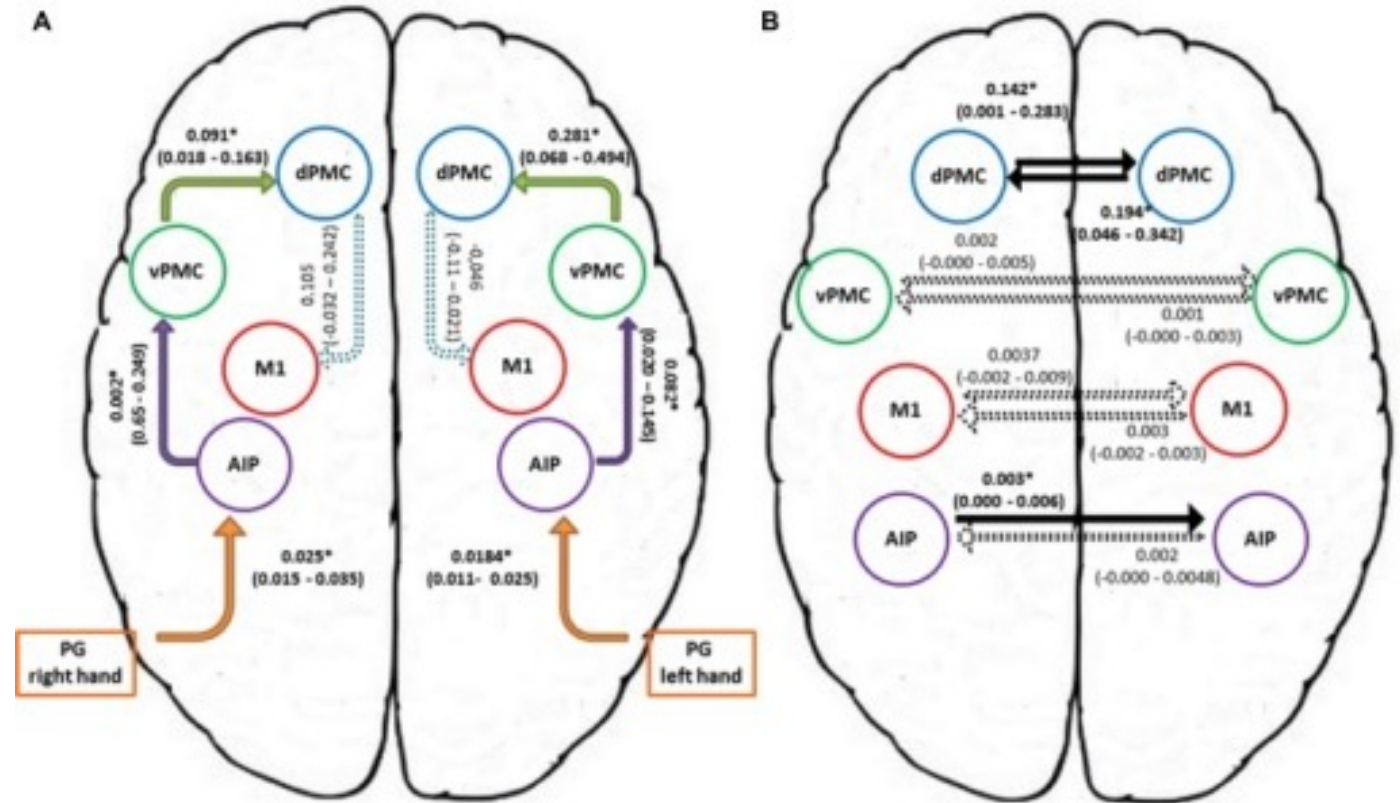 A
0.091*
(0.018 - 0.163)
dPMC
vPMC
0.105
(-0.032 – 0.242)
M1
0.002*
(0.65 - 0.249)
AIP
0.025*
(0.015 - 0.035)
PG
right hand
0.281*
(0.068 - 0.494)
dPMC
vPMC
-0.046
(-0.11 – 0.021)
M1
0.082*
(0.020 – 0.145)
AIP
0.0184*
(0.011- 0.025)
PG
left hand
B
0.142*
(0.001 - 0.283)
dPMC
dPMC
0.194*
(0.046 - 0.342)
0.002
(-0.000 - 0.005)
vPMC
vPMC
0.001
(-0.000 - 0.003)
0.0037
(-0.002 - 0.009)
M1
M1
0.003
(-0.002 - 0.003)
0.003*
(0.000 - 0.006)
AIP
AIP
0.002
(-0.000 - 0.0048)